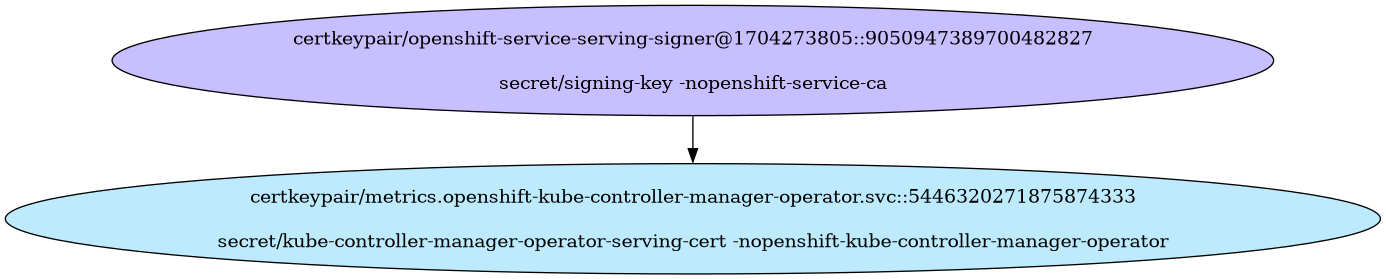 certkeypair/openshift-service-serving-signer@1704273805::9050947389700482827
secret/signing-key -nopenshift-service-ca
certkeypair/metrics.openshift-kube-controller-manager-operator.svc::5446320271875874333
secret/kube-controller-manager-operator-serving-cert -nopenshift-kube-controller-manager-operator